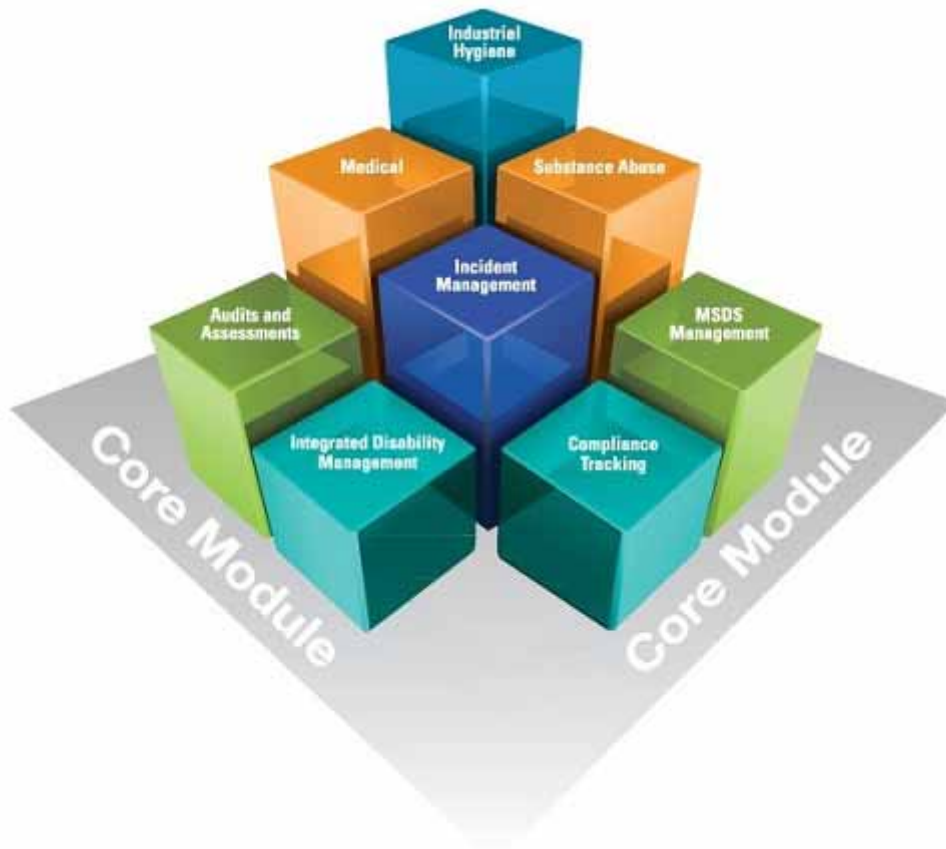 Industrial
Hygiene
Medical
Substance Abuse
Incident
Management
Audits and
Assessments
MSDS
Management
Integrated Disability
Management
Compliance
Tracking
Core Module
Core Module